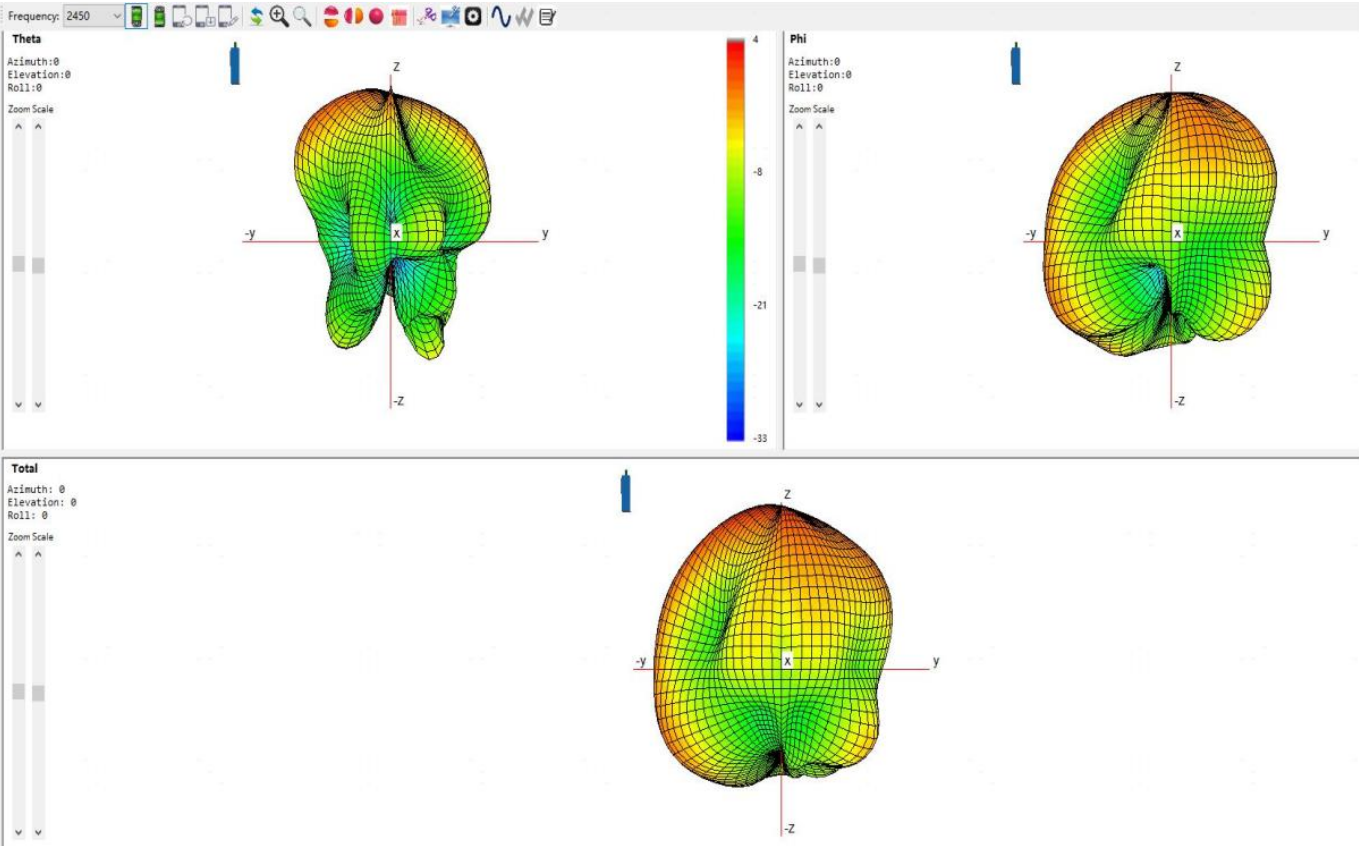 Frequency: 2450
Theta
Azimuth:0
Elevation:0
Roll:0
Zoom Scale
Z
-y
x
y
-Z
4
-8
-21
-33
Phi
Azimuth:0
Elevation:0
Roll:0
Zoom Scale
Z
-y
x
y
-Z
Total
Azimuth: 0
Elevation: 0
Roll: 0
Zoom Scale
Z
-y
x
y
-Z